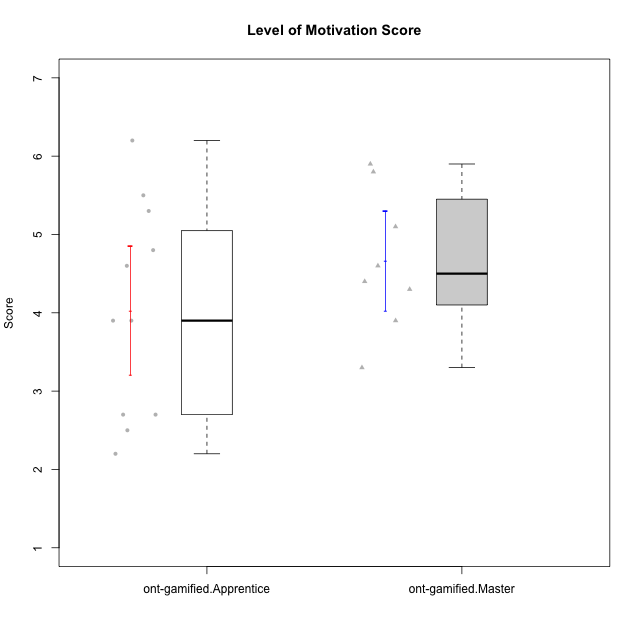 Level of Motivation Score
7
6
5
4
3
2
1
Score
ont-gamified.Apprentice
ont-gamified.Master